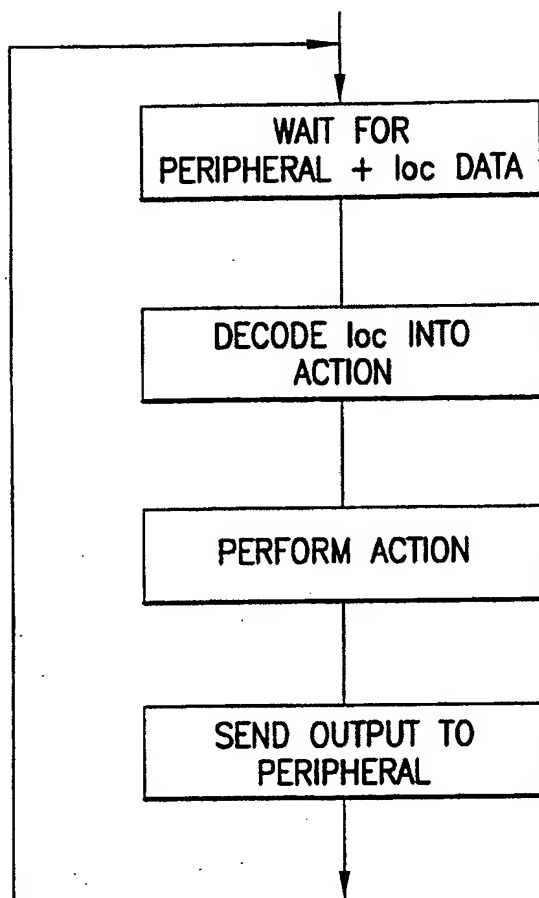 WAIT FOR
PERIPHERAL + loc DATA
DECODE loc INTO
ACTION
PERFORM ACTION
SEND OUTPUT TO
PERIPHERAL